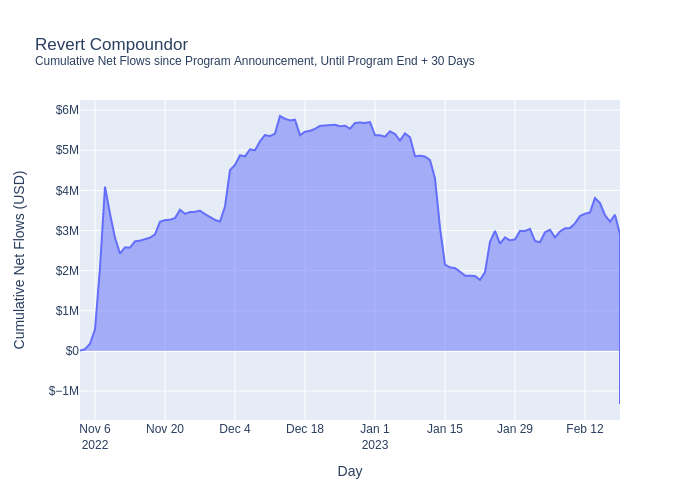 Revert Compoundor
Cumulative Net Flows since Program Announcement, Until Program End + 30 Days
Cumulative Net Flows (USD)
$6M
$5M
$4M
$3M
$2M
$1M
$0
$−1M
Nov 6 Nov 20 Dec 4 Dec 18 Jan 1 Jan 15 Jan 29 Feb 12
2022 2023
Day